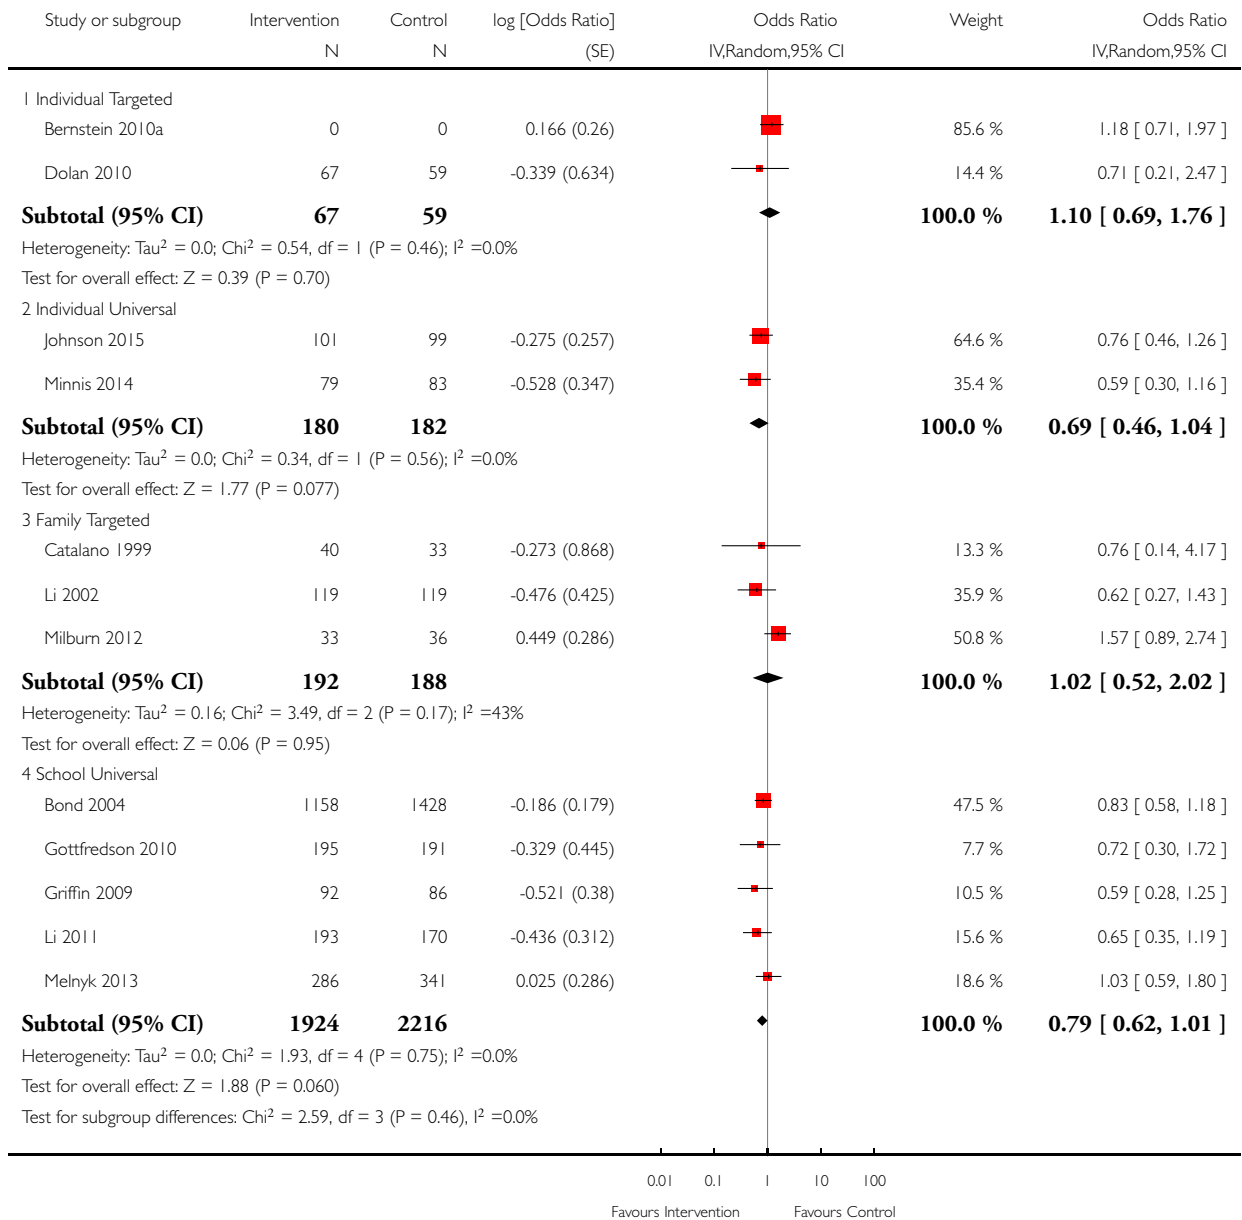 Study or subgroup Intervention Control log [Odds Ratio] Odds Ratio Weight Odds Ratio
N N (SE) IV,Random,95% CI IV,Random,95% CI
1 Individual Targeted
Bernstein 2010a 0 0 0.166 (0.26) 85.6 % 1.18 [ 0.71, 1.97 ]
Dolan 2010 67 59 -0.339 (0.634) 14.4 % 0.71 [ 0.21, 2.47 ]
Subtotal (95% CI) 67 59 100.0 % 1.10 [ 0.69, 1.76 ]
Heterogeneity: Tau² = 0.0; Chi² = 0.54, df = 1 (P = 0.46); I² =0.0%
Test for overall effect: Z = 0.39 (P = 0.70)
2 Individual Universal
Johnson 2015 101 99 -0.275 (0.257) 64.6 % 0.76 [ 0.46, 1.26 ]
Minnis 2014 79 83 -0.528 (0.347) 35.4 % 0.59 [ 0.30, 1.16 ]
Subtotal (95% CI) 180 182 100.0 % 0.69 [ 0.46, 1.04 ]
Heterogeneity: Tau² = 0.0; Chi² = 0.34, df = 1 (P = 0.56); I² =0.0%
Test for overall effect: Z = 1.77 (P = 0.077)
3 Family Targeted
Catalano 1999 40 33 -0.273 (0.868) 13.3 % 0.76 [ 0.14, 4.17 ]
Li 2002 119 119 -0.476 (0.425) 35.9 % 0.62 [ 0.27, 1.43 ]
Milburn 2012 33 36 0.449 (0.286) 50.8 % 1.57 [ 0.89, 2.74 ]
Subtotal (95% CI) 192 188 100.0 % 1.02 [ 0.52, 2.02 ]
Heterogeneity: Tau² = 0.16; Chi² = 3.49, df = 2 (P = 0.17); I² =43%
Test for overall effect: Z = 0.06 (P = 0.95)
4 School Universal
Bond 2004 1158 1428 -0.186 (0.179) 47.5 % 0.83 [ 0.58, 1.18 ]
Gottfredson 2010 195 191 -0.329 (0.445) 7.7 % 0.72 [ 0.30, 1.72 ]
Griffin 2009 92 86 -0.521 (0.38) 10.5 % 0.59 [ 0.28, 1.25 ]
Li 2011 193 170 -0.436 (0.312) 15.6 % 0.65 [ 0.35, 1.19 ]
Melnyk 2013 286 341 0.025 (0.286) 18.6 % 1.03 [ 0.59, 1.80 ]
Subtotal (95% CI) 1924 2216 100.0 % 0.79 [ 0.62, 1.01 ]
Heterogeneity: Tau² = 0.0; Chi² = 1.93, df = 4 (P = 0.75); I² =0.0%
Test for overall effect: Z = 1.88 (P = 0.060)
Test for subgroup differences: Chi² = 2.59, df = 3 (P = 0.46), I² =0.0%
0.01 0.1 1 10 100
Favours Intervention Favours Control